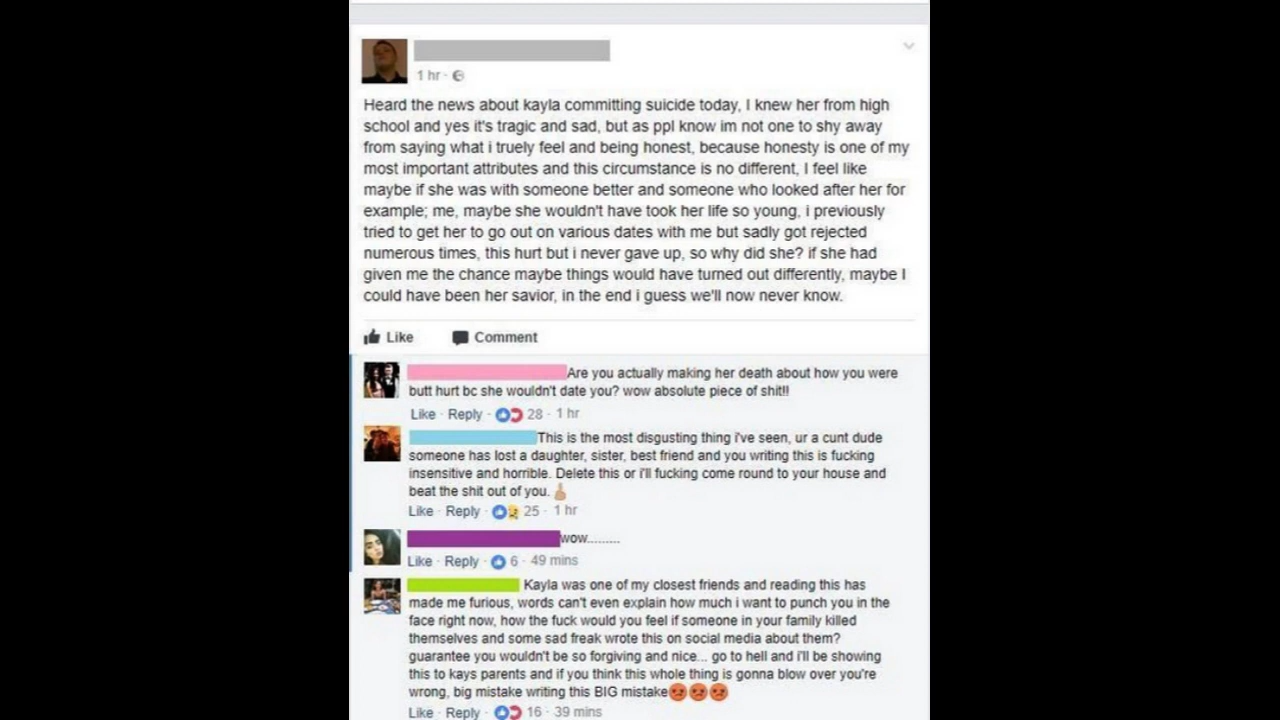 1 hr ·
Heard the news about kayla committing suicide today, I knew her from high
school and yes it's tragic and sad, but as ppl know im not one to shy away
from saying what i truely feel and being honest, because honesty is one of my
most important attributes and this circumstance is no different, I feel like
maybe if she was with someone better and someone who looked after her for
example; me, maybe she wouldn't have took her life so young, i previously
tried to get her to go out on various dates with me but sadly got rejected
numerous times, this hurt but i never gave up, so why did she? if she had
given me the chance maybe things would have turned out differently, maybe I
could have been her savior, in the end i guess we'll now never know.
Like Comment
Are you actually making her death about how you were
butt hurt bc she wouldn't date you? wow absolute piece of shit!!
Like · Reply · 28 · 1 hr
This is the most disgusting thing i've seen, ur a cunt dude
someone has lost a daughter, sister, best friend and you writing this is fucking
insensitive and horrible. Delete this or i'll fucking come round to your house and
beat the shit out of you.
Like · Reply · 25 · 1 hr
wow.........
Like · Reply · 6 · 49 mins
Kayla was one of my closest friends and reading this has
made me furious, words can't even explain how much i want to punch you in the
face right now, how the fuck would you feel if someone in your family killed
themselves and some sad freak wrote this on social media about them?
guarantee you wouldn't be so forgiving and nice... go to hell and i'll be showing
this to kays parents and if you think this whole thing is gonna blow over you're
wrong, big mistake writing this BIG mistake
Like · Reply · 16 · 39 mins